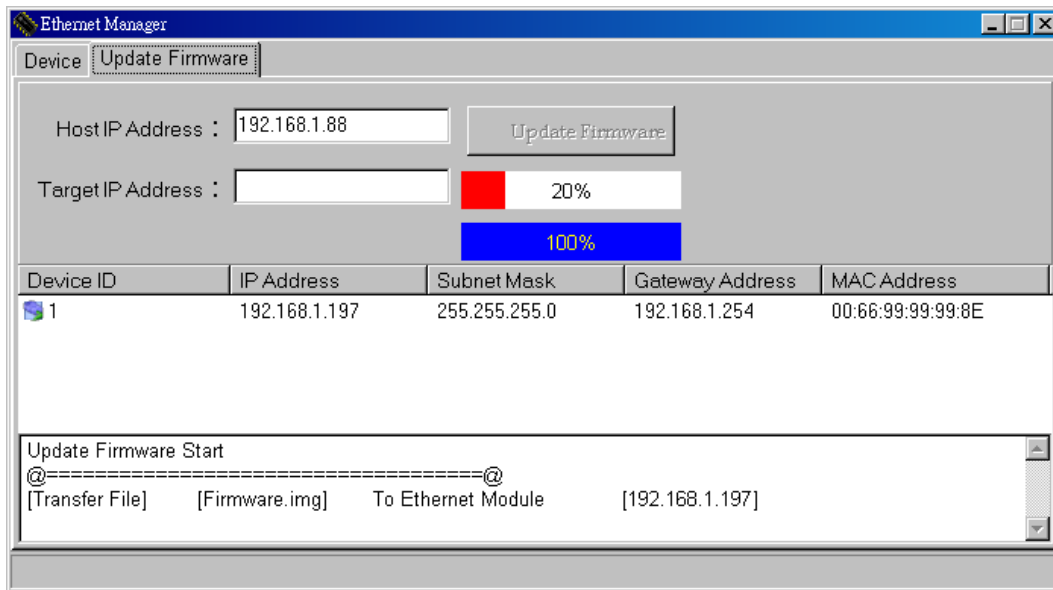 Ethernet Manager
Device Update Firmware
Host IP Address : 192.168.1.88 Update Firmware
Target IP Address : 20%
100%
Device ID IP Address Subnet Mask Gateway Address MAC Address
1 192.168.1.197 255.255.255.0 192.168.1.254 00:66:99:99:99:8E
Update Firmware Start
@====================================@
[Transfer File] [Firmware.img] To Ethernet Module [192.168.1.197]